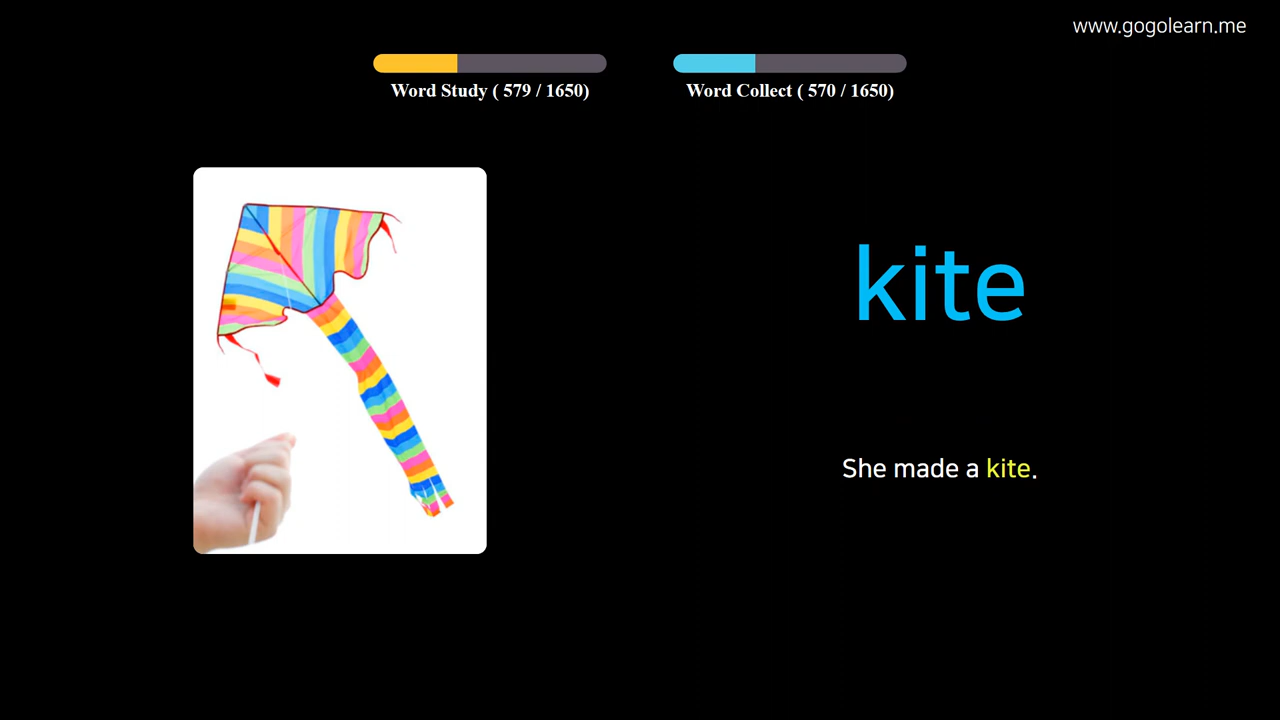 www.gogolearn.me
Word Study ( 579 / 1650)
Word Collect ( 570 / 1650)
kite
She made a kite.